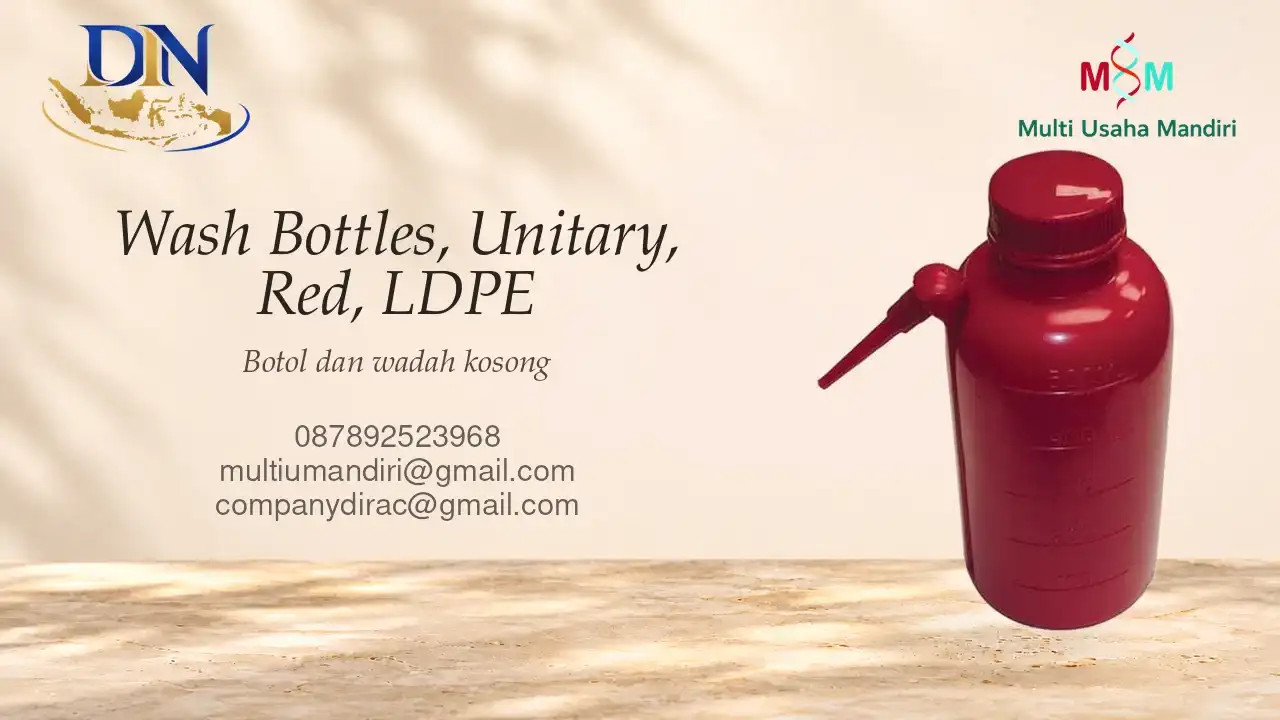 DIN
M M
Multi Usaha Mandiri
Wash Bottles, Unitary,
Red, LDPE
Botol dan wadah kosong
087892523968
multiumandiri@gmail.com
companydirac@gmail.com